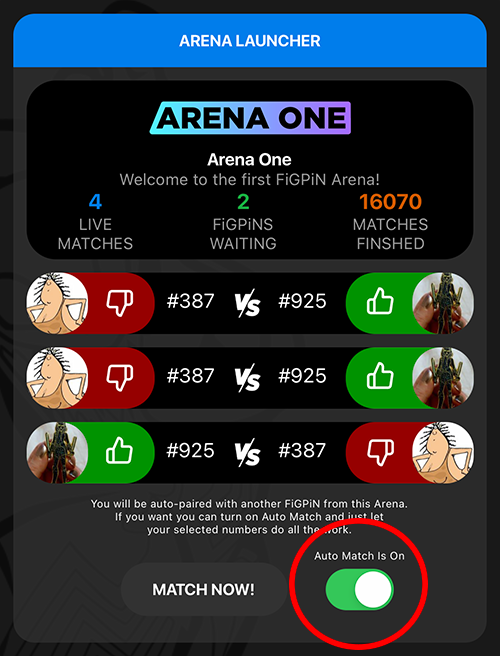 ARENA LAUNCHER
ARENA ONE
Arena One
Welcome to the first FiGPiN Arena!
4 2 16070
LIVE FiGPiNS MATCHES
MATCHES WAITING FINSHED
#387 VS #925
#387 VS #925
#925 VS #387
You will be auto-paired with another FiGPiN from this Arena.
If you want you can turn on Auto Match and just let
your selected numbers do all the work.
Auto Match Is On
MATCH NOW!